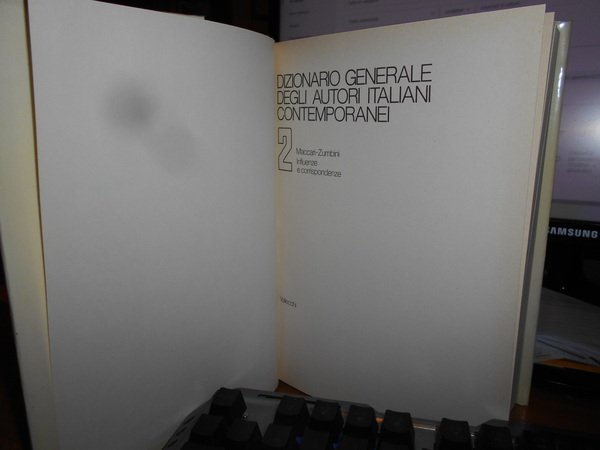 DIZIONARIO GENERALE
DEGLI AUTORI ITALIANI
CONTEMPORANEI
2
Maccari-Zumbini
Influenze
e corrispondenze
Vallecchi
SAMSUNG